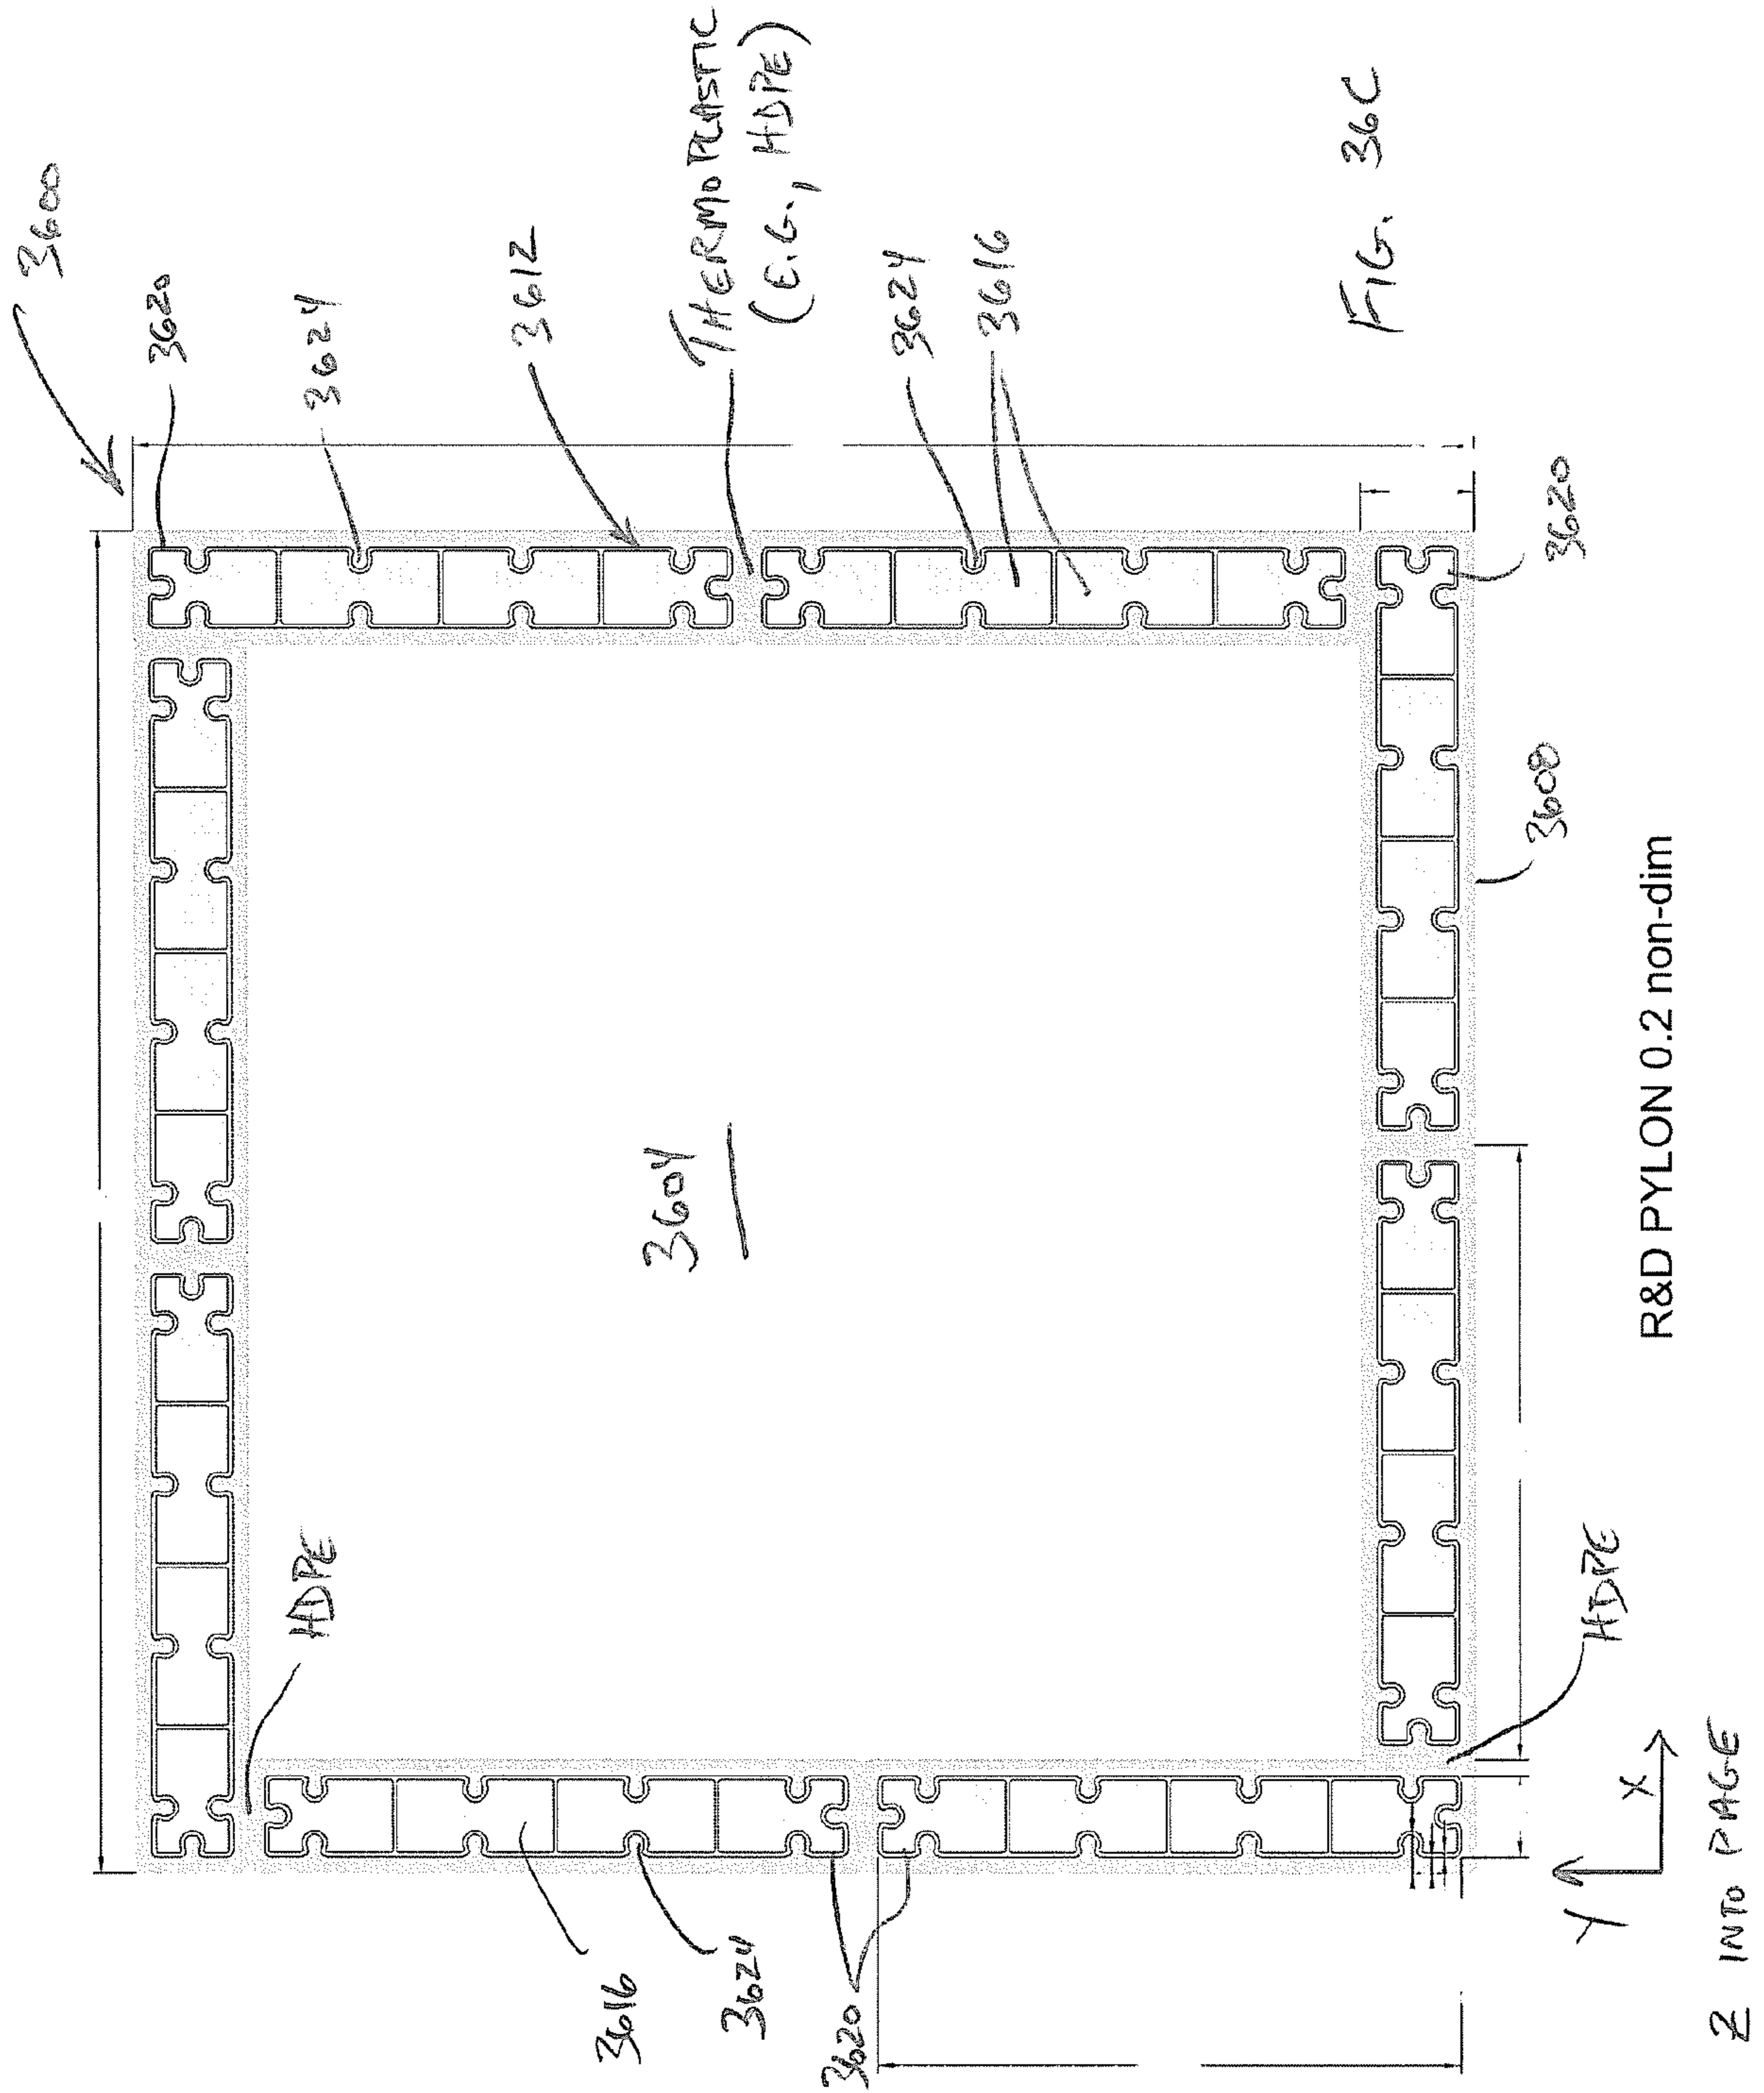 3600
3620
3624
3612
THERMOPLASTIC
(E.G., HDPE)
3624
3616
FIG. 36C
3620
3608
3604
HDPE
HDPE
3616
3624
3620
Y
X
Z INTO PAGE
R&D PYLON 0.2 non-dim